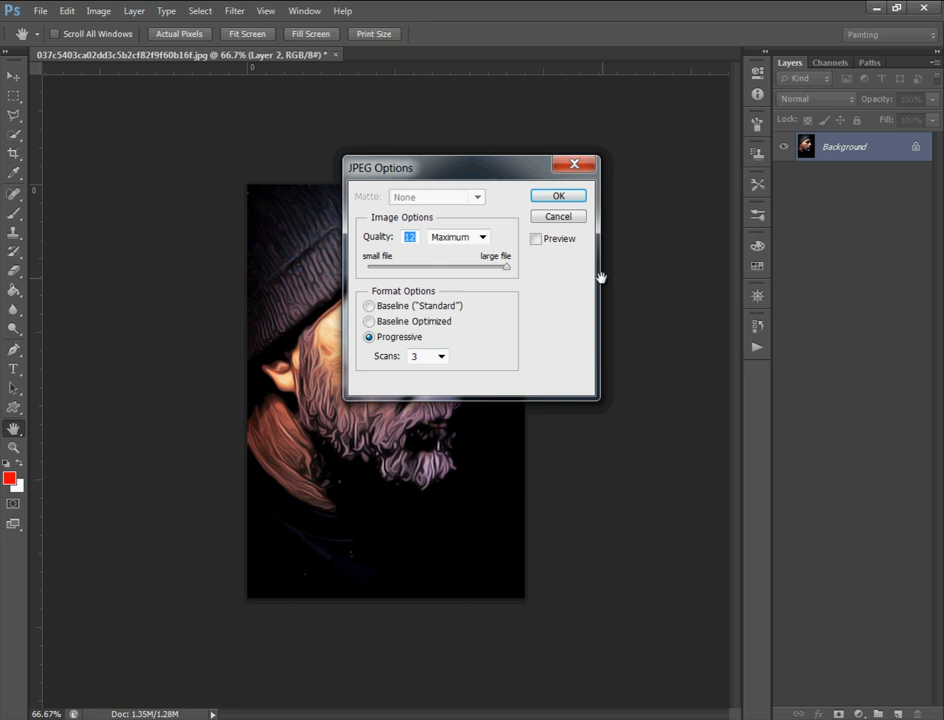 Ps File Edit Image Layer Type Select Filter View Window Help
Scroll All Windows Actual Pixels Fit Screen Fill Screen Print Size Painting
037c5403ca02dd3c5b2cf82f9f60b16f.jpg @ 66.7% (Layer 2, RGB/8#) * ×
Layers Channels Paths
0
Kind
Normal Opacity: 100%
Lock: Fill: 100%
Background
0
JPEG Options
Matte: None OK
Image Options Cancel
Quality: 12 Maximum Preview
small file large file
Format Options
Baseline ("Standard")
Baseline Optimized
Progressive
Scans: 3
66.67% Doc: 1.35M/1.28M
fx